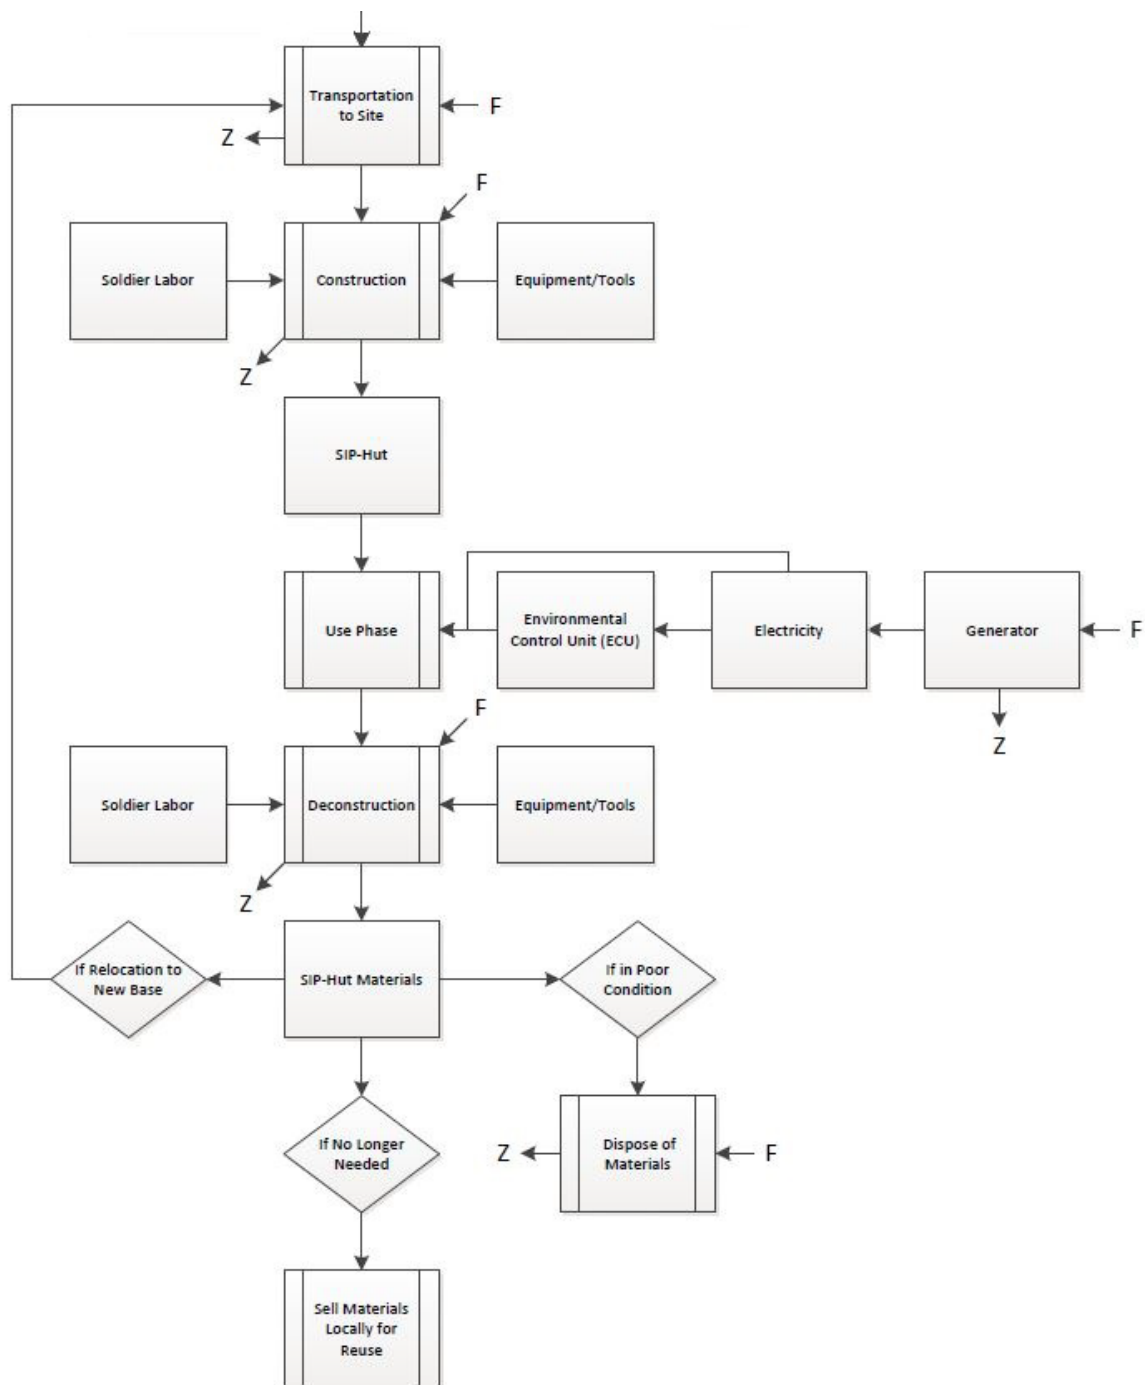 Transportation
to Site
F
Z
F
Soldier Labor
Construction
Equipment/Tools
Z
SIP-Hut
Use Phase
Environmental
Control Unit (ECU)
Electricity
Generator
F
Z
F
Soldier Labor
Deconstruction
Equipment/Tools
Z
If Relocation to
New Base
SIP-Hut Materials
If in Poor
Condition
If No Longer
Needed
Z
Dispose of
Materials
F
Sell Materials
Locally for
Reuse